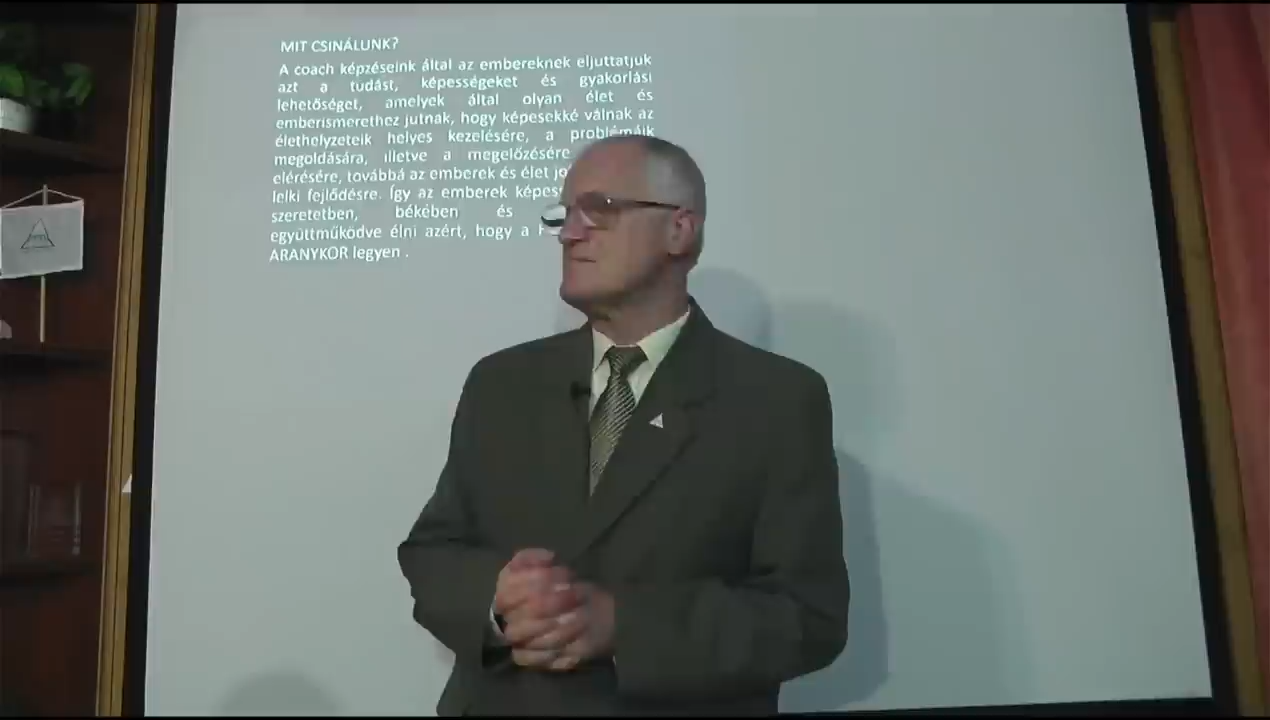 MIT CSINÁLUNK?
A coach képzéseink által az embereknek eljuttatjuk
azt a tudást, képességeket és gyakorlási
lehetőséget, amelyek által olyan élet és
emberismerethez jutnak, hogy képesekké válnak az
élethelyzeteik helyes kezelésére, a problémáik
megoldására, illetve a megelőzésére
elérésére, továbbá az emberek és élet
lelki fejlődésre. Így az emberek
szeretetben, békében és
együttműködve élni azért, hogy a
ARANYKOR legyen .